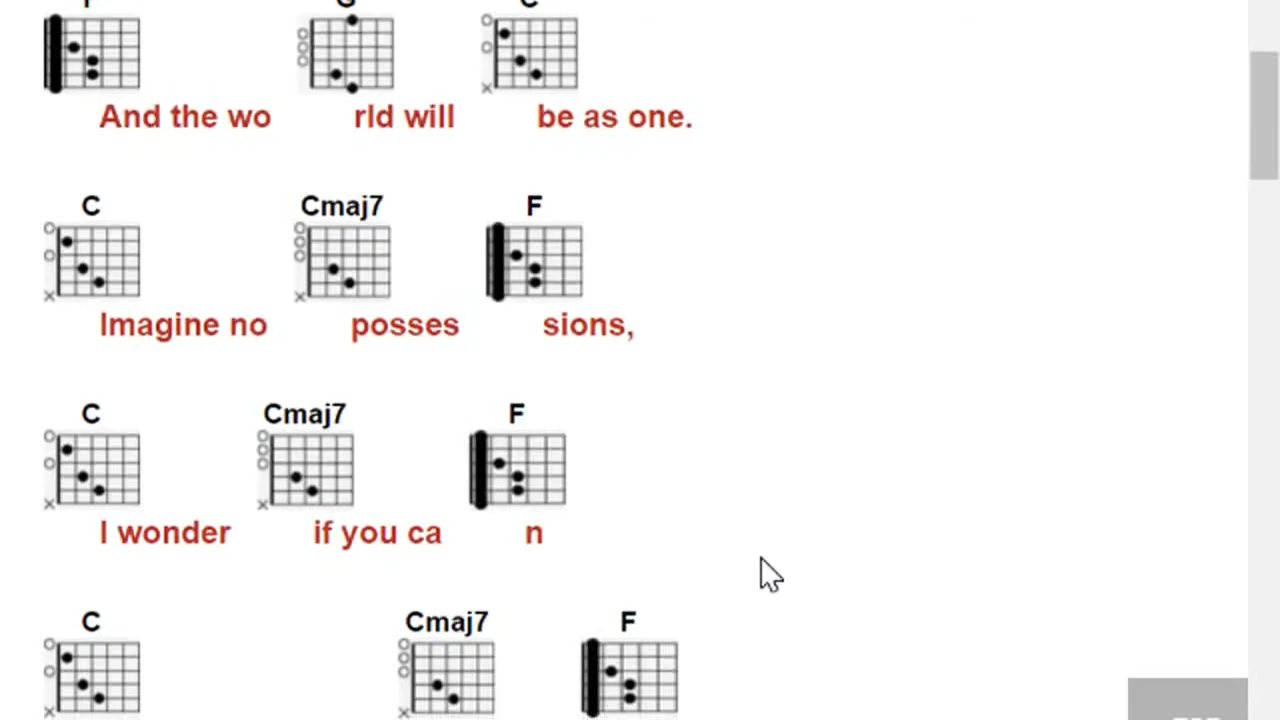 F G C
And the wo rld will be as one.
C Cmaj7 F
Imagine no posses sions,
C Cmaj7 F
I wonder if you ca n
C Cmaj7 F